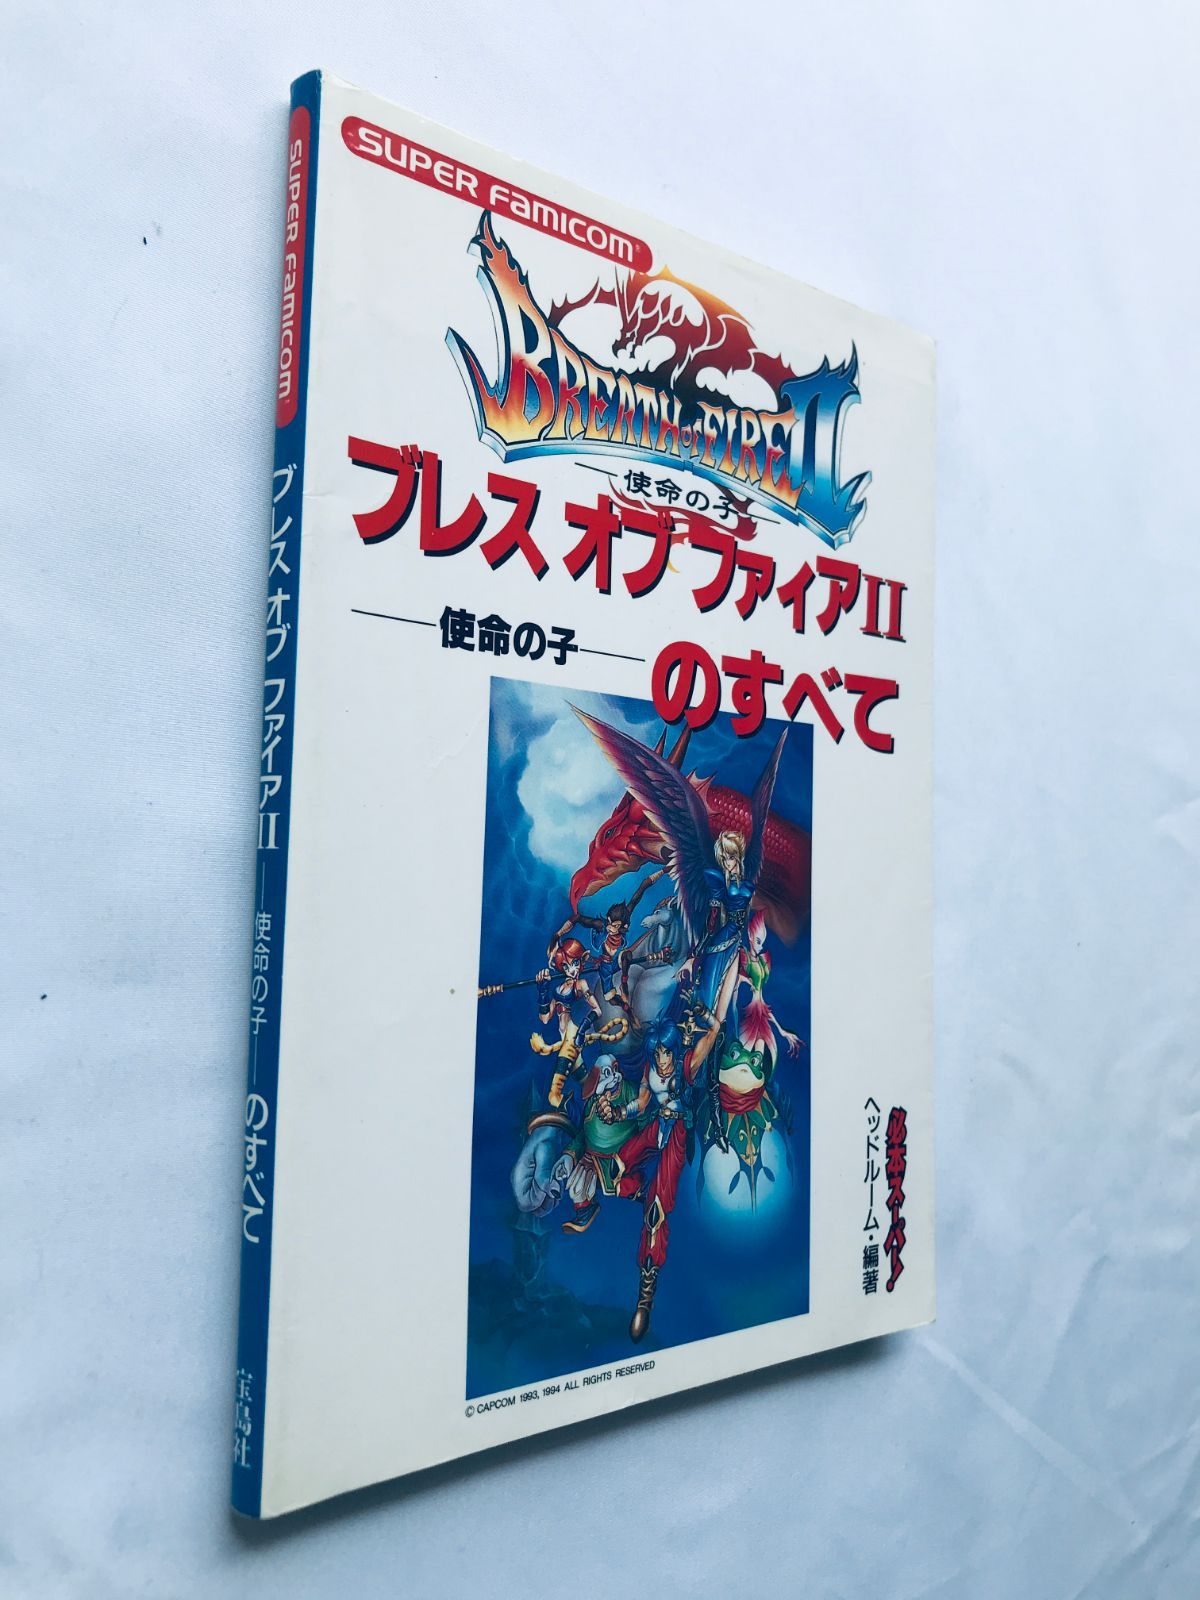 SUPER FAMICOM
BREATH OF FIRE II
使命の子
ブレス オブ ファイアII
使命の子
のすべて
必本スーパー!
ヘッドルーム・編著
© CAPCOM 1993, 1994 ALL RIGHTS RESERVED
SUPER FAMICOM
ブレス オブ ファイアII 使命の子 のすべて
宝島社